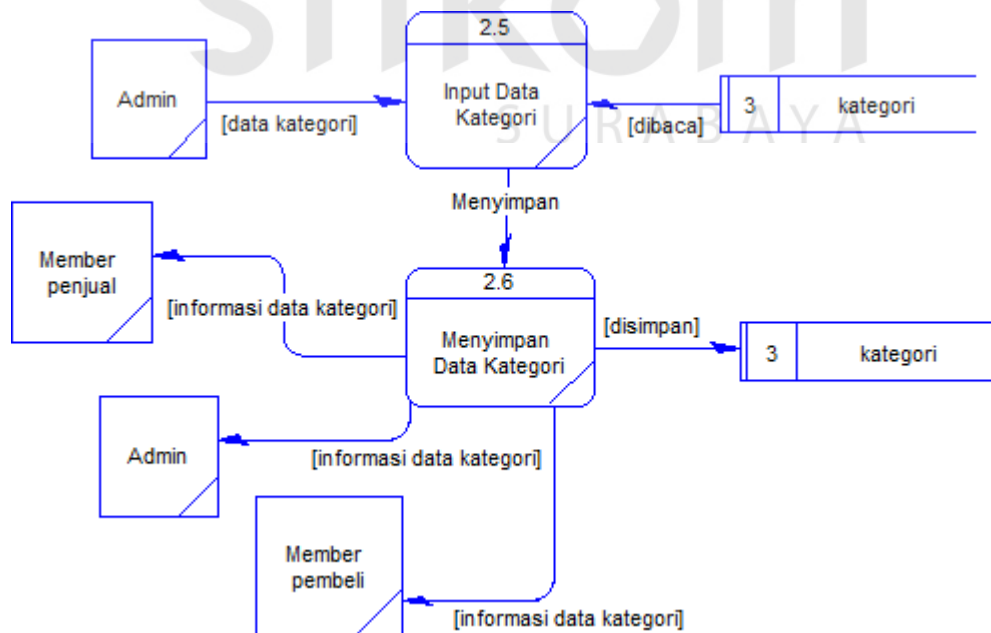 stikom
SURABAYA
2.5
Admin
Input Data
Kategori
3
kategori
[data kategori]
[dibaca]
Menyimpan
Member
penjual
2.6
[informasi data kategori]
[disimpan]
Menyimpan
Data Kategori
3
kategori
Admin
[informasi data kategori]
Member
pembeli
[informasi data kategori]